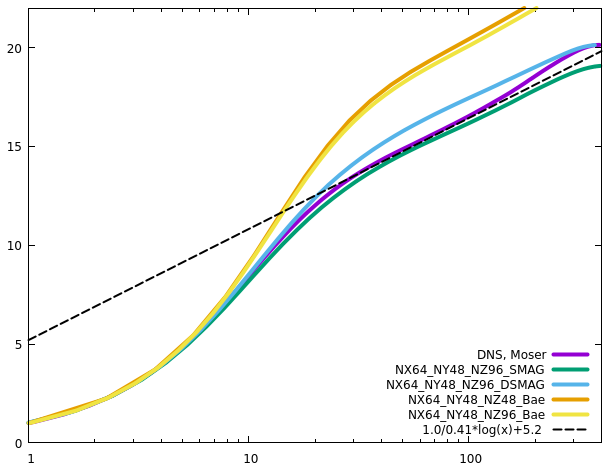 20
15
10
5
0
1
10
100
DNS, Moser
NX64_NY48_NZ96_SMAG
NX64_NY48_NZ96_DSMAG
NX64_NY48_NZ48_Bae
NX64_NY48_NZ96_Bae
1.0/0.41*log(x)+5.2